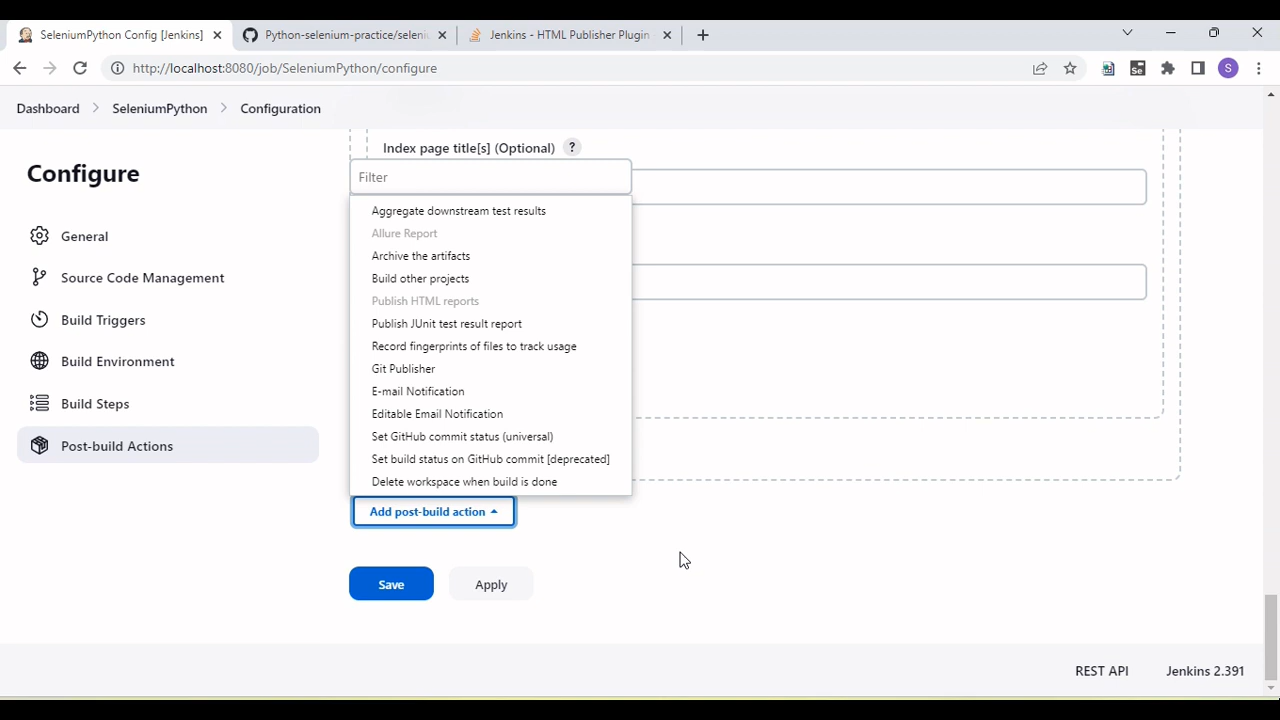 SeleniumPython Config [Jenkins]
Python-selenium-practice/seleni
Jenkins - HTML Publisher Plugin -
http://localhost:8080/job/SeleniumPython/configure
Se
S
Dashboard
SeleniumPython
Configuration
Configure
General
Source Code Management
Build Triggers
Build Environment
Build Steps
Post-build Actions
Index page title[s] (Optional) ?
Filter
Aggregate downstream test results
Allure Report
Archive the artifacts
Build other projects
Publish HTML reports
Publish JUnit test result report
Record fingerprints of files to track usage
Git Publisher
E-mail Notification
Editable Email Notification
Set GitHub commit status (universal)
Set build status on GitHub commit [deprecated]
Delete workspace when build is done
Add post-build action
Save
Apply
REST API
Jenkins 2.391